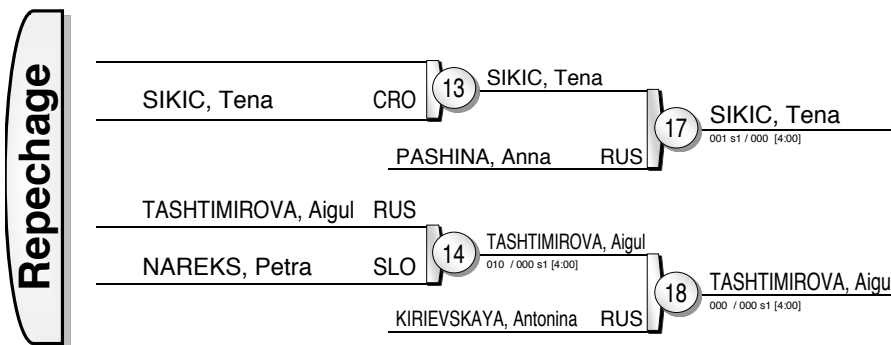 Repechage
SIKIC, Tena CRO
13
SIKIC, Tena
PASHINA, Anna RUS
17
SIKIC, Tena
001 s1 / 000 [4:00]
TASHTIMIROVA, Aigul RUS
NAREKS, Petra SLO
14
TASHTIMIROVA, Aigul
010 / 000 s1 [4:00]
KIRIEVSKAYA, Antonina RUS
18
TASHTIMIROVA, Aigu
000 / 000 s1 [4:00]